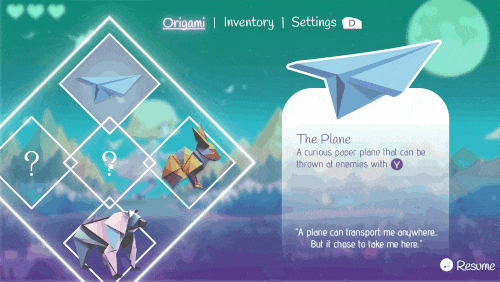 Origami | Inventory | Settings D
? ?
The Plane
A curious paper plane that can be
thrown at enemies with Y
"A plane can transport me anywhere.
But it chose to take me here."
Resume